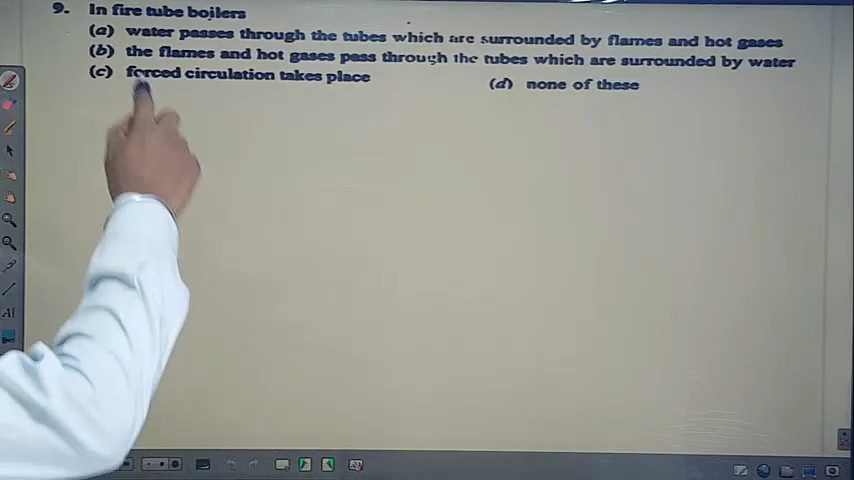 9. In fire tube boilers
(a) water passes through the tubes which are surrounded by flames and hot gases
(b) the flames and hot gases pass through the tubes which are surrounded by water
(c) forced circulation takes place (d) none of these
A